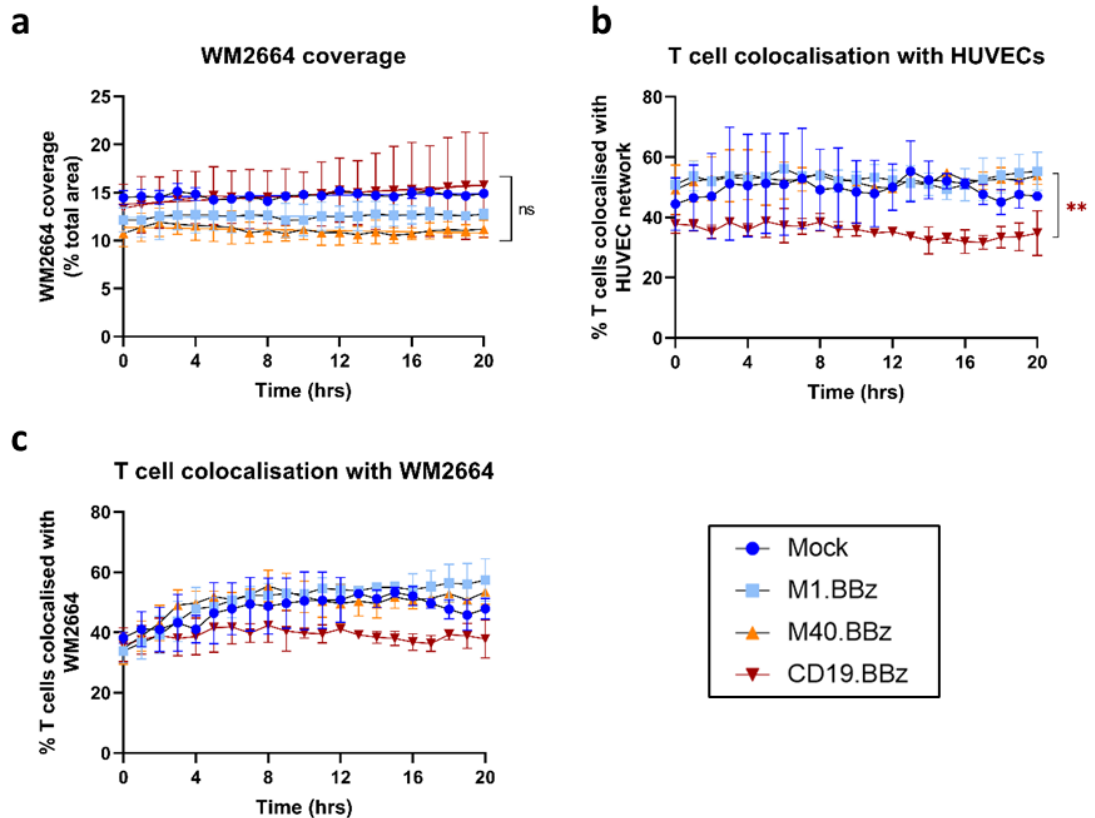 a
WM2664 coverage
WM2664 coverage
(% total area)
25
20
15
10
5
0
0 4 8 12 16 20
Time (hrs)
ns
b
T cell colocalisation with HUVECs
% T cells colocalised with
HUVEC network
80
60
40
20
0
0 4 8 12 16 20
Time (hrs)
**
c
T cell colocalisation with WM2664
% T cells colocalised with
WM2664
80
60
40
20
0
0 4 8 12 16 20
Time (hrs)
Mock
M1.BBz
M40.BBz
CD19.BBz